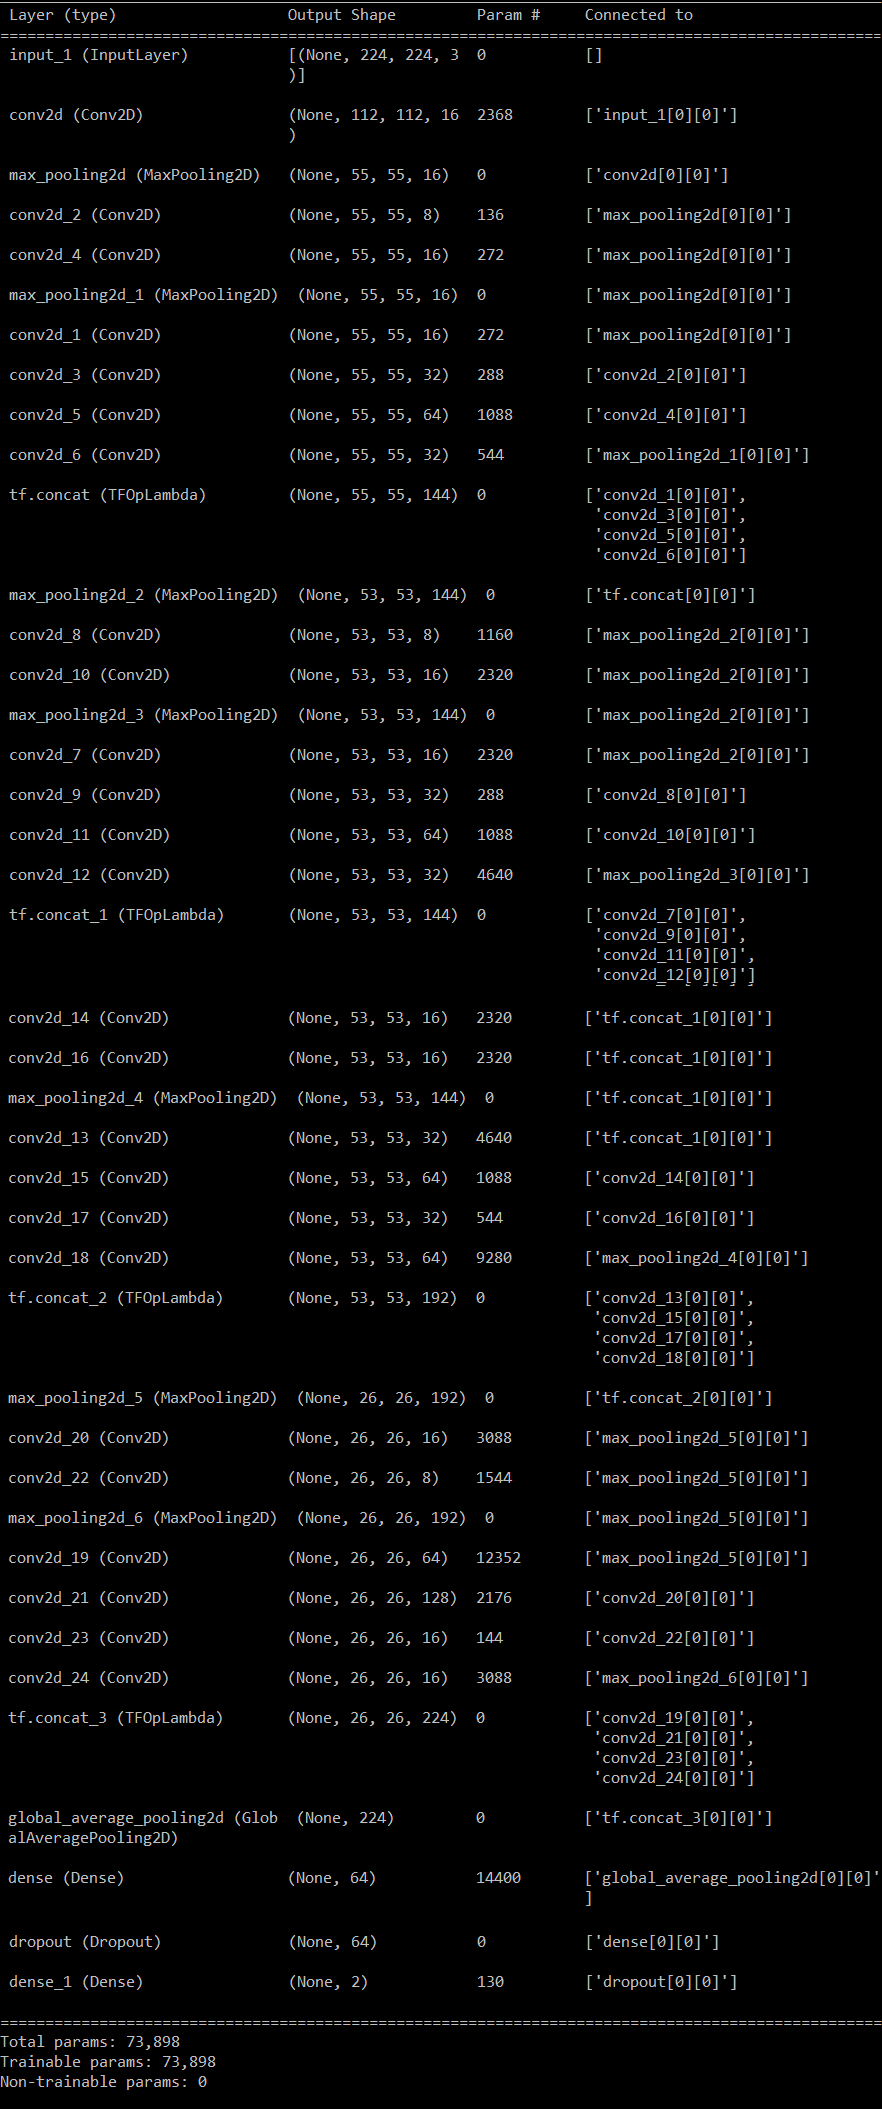 Layer (type) Output Shape Param # Connected to
==================================================================================================
input_1 (InputLayer) [(None, 224, 224, 3 0 []
)]
conv2d (Conv2D) (None, 112, 112, 16 2368 ['input_1[0][0]']
)
max_pooling2d (MaxPooling2D) (None, 55, 55, 16) 0 ['conv2d[0][0]']
conv2d_2 (Conv2D) (None, 55, 55, 8) 136 ['max_pooling2d[0][0]']
conv2d_4 (Conv2D) (None, 55, 55, 16) 272 ['max_pooling2d[0][0]']
max_pooling2d_1 (MaxPooling2D) (None, 55, 55, 16) 0 ['max_pooling2d[0][0]']
conv2d_1 (Conv2D) (None, 55, 55, 16) 272 ['max_pooling2d[0][0]']
conv2d_3 (Conv2D) (None, 55, 55, 32) 288 ['conv2d_2[0][0]']
conv2d_5 (Conv2D) (None, 55, 55, 64) 1088 ['conv2d_4[0][0]']
conv2d_6 (Conv2D) (None, 55, 55, 32) 544 ['max_pooling2d_1[0][0]']
tf.concat (TFOpLambda) (None, 55, 55, 144) 0 ['conv2d_1[0][0]',
'conv2d_3[0][0]',
'conv2d_5[0][0]',
'conv2d_6[0][0]']
max_pooling2d_2 (MaxPooling2D) (None, 53, 53, 144) 0 ['tf.concat[0][0]']
conv2d_8 (Conv2D) (None, 53, 53, 8) 1160 ['max_pooling2d_2[0][0]']
conv2d_10 (Conv2D) (None, 53, 53, 16) 2320 ['max_pooling2d_2[0][0]']
max_pooling2d_3 (MaxPooling2D) (None, 53, 53, 144) 0 ['max_pooling2d_2[0][0]']
conv2d_7 (Conv2D) (None, 53, 53, 16) 2320 ['max_pooling2d_2[0][0]']
conv2d_9 (Conv2D) (None, 53, 53, 32) 288 ['conv2d_8[0][0]']
conv2d_11 (Conv2D) (None, 53, 53, 64) 1088 ['conv2d_10[0][0]']
conv2d_12 (Conv2D) (None, 53, 53, 32) 4640 ['max_pooling2d_3[0][0]']
tf.concat_1 (TFOpLambda) (None, 53, 53, 144) 0 ['conv2d_7[0][0]',
'conv2d_9[0][0]',
'conv2d_11[0][0]',
'conv2d_12[0][0]']
conv2d_14 (Conv2D) (None, 53, 53, 16) 2320 ['tf.concat_1[0][0]']
conv2d_16 (Conv2D) (None, 53, 53, 16) 2320 ['tf.concat_1[0][0]']
max_pooling2d_4 (MaxPooling2D) (None, 53, 53, 144) 0 ['tf.concat_1[0][0]']
conv2d_13 (Conv2D) (None, 53, 53, 32) 4640 ['tf.concat_1[0][0]']
conv2d_15 (Conv2D) (None, 53, 53, 64) 1088 ['conv2d_14[0][0]']
conv2d_17 (Conv2D) (None, 53, 53, 32) 544 ['conv2d_16[0][0]']
conv2d_18 (Conv2D) (None, 53, 53, 64) 9280 ['max_pooling2d_4[0][0]']
tf.concat_2 (TFOpLambda) (None, 53, 53, 192) 0 ['conv2d_13[0][0]',
'conv2d_15[0][0]',
'conv2d_17[0][0]',
'conv2d_18[0][0]']
max_pooling2d_5 (MaxPooling2D) (None, 26, 26, 192) 0 ['tf.concat_2[0][0]']
conv2d_20 (Conv2D) (None, 26, 26, 16) 3088 ['max_pooling2d_5[0][0]']
conv2d_22 (Conv2D) (None, 26, 26, 8) 1544 ['max_pooling2d_5[0][0]']
max_pooling2d_6 (MaxPooling2D) (None, 26, 26, 192) 0 ['max_pooling2d_5[0][0]']
conv2d_19 (Conv2D) (None, 26, 26, 64) 12352 ['max_pooling2d_5[0][0]']
conv2d_21 (Conv2D) (None, 26, 26, 128) 2176 ['conv2d_20[0][0]']
conv2d_23 (Conv2D) (None, 26, 26, 16) 144 ['conv2d_22[0][0]']
conv2d_24 (Conv2D) (None, 26, 26, 16) 3088 ['max_pooling2d_6[0][0]']
tf.concat_3 (TFOpLambda) (None, 26, 26, 224) 0 ['conv2d_19[0][0]',
'conv2d_21[0][0]',
'conv2d_23[0][0]',
'conv2d_24[0][0]']
global_average_pooling2d (Glob (None, 224) 0 ['tf.concat_3[0][0]']
alAveragePooling2D)
dense (Dense) (None, 64) 14400 ['global_average_pooling2d[0][0]'
]
dropout (Dropout) (None, 64) 0 ['dense[0][0]']
dense_1 (Dense) (None, 2) 130 ['dropout[0][0]']
==================================================================================================
Total params: 73,898
Trainable params: 73,898
Non-trainable params: 0